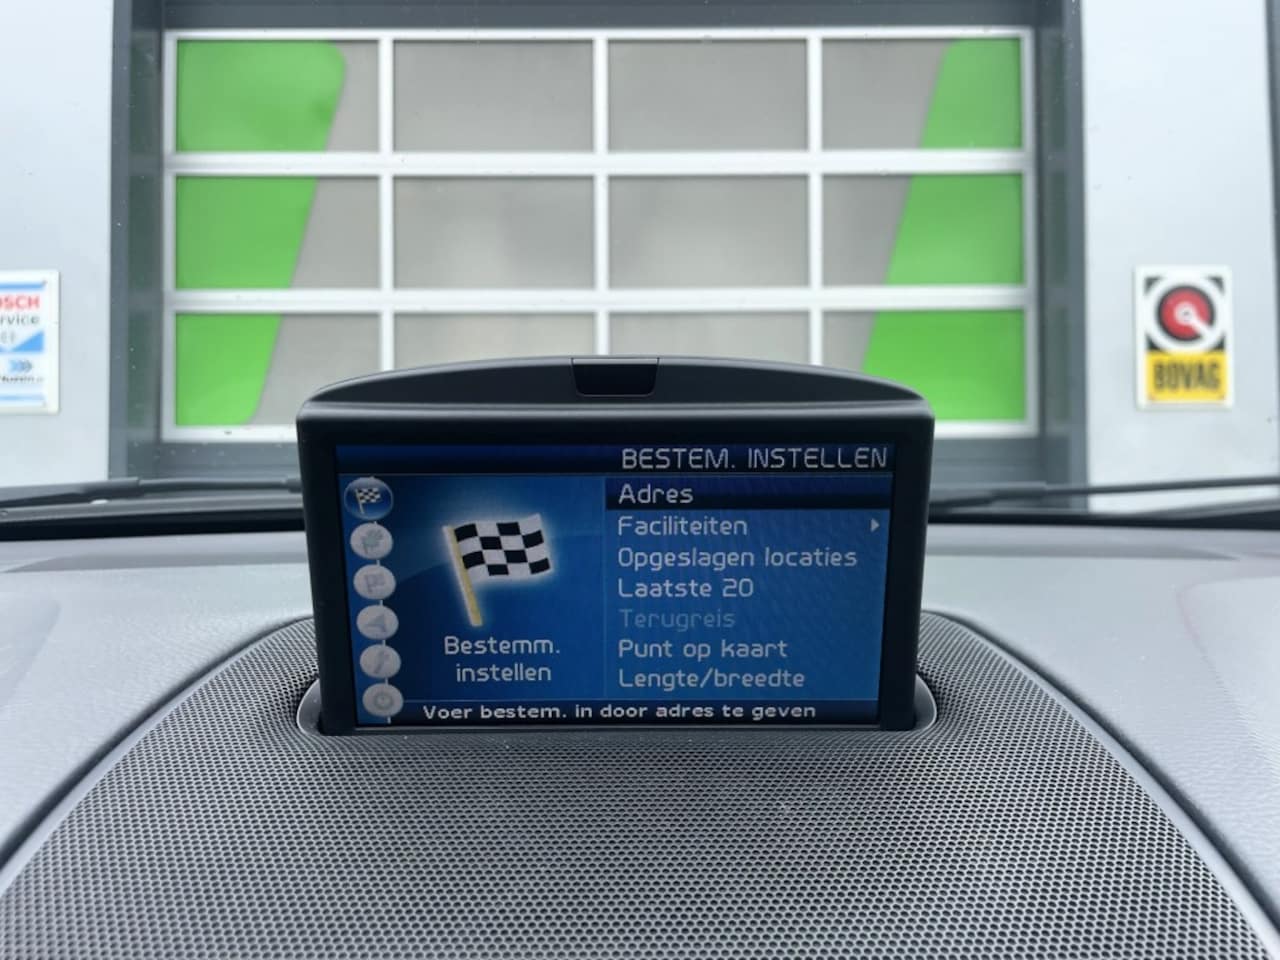 BESTEM. INSTELLEN
Adres
Faciliteiten
Opgeslagen locaties
Laatste 20
Terugreis
Punt op kaart
Lengte/breedte
Bestemm.
instellen
Voer bestem. in door adres te geven
OSCH
rvice
BOVAG